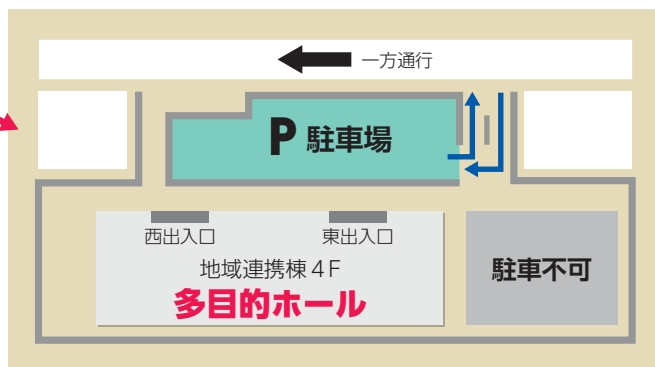 一方通行
P 駐車場
西出入口
東出入口
地域連携棟4F
多目的ホール
駐車不可